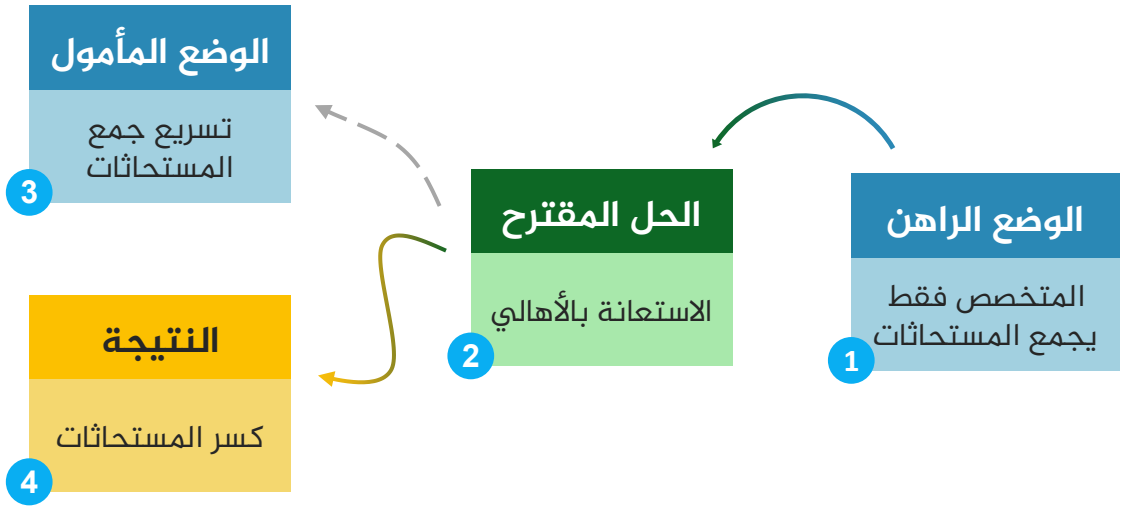 الوضع الراهن
المتخصص فقط
يجمع المستحاثات
1
الحل المقترح
الاستعانة بالأهالي
2
الوضع المأمول
تسريع جمع
المستحاثات
3
النتيجة
كسر المستحاثات
4